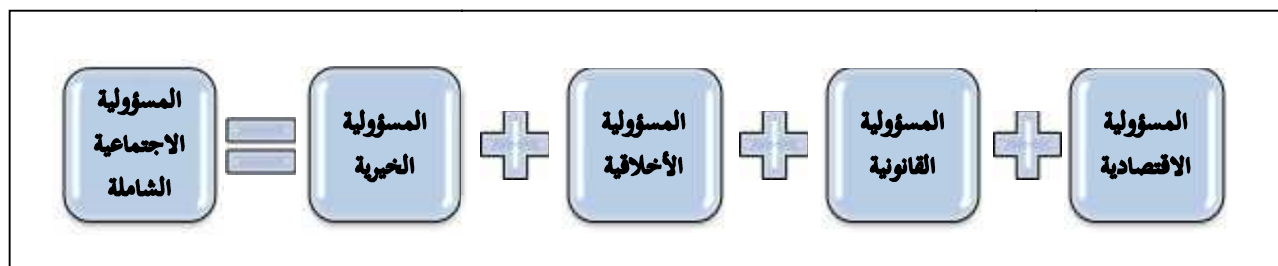 المسؤولية
الاقتصادية
المسؤولية
القانونية
المسؤولية
الأخلاقية
المسؤولية
الخيرية
المسؤولية
الاجتماعية
الشاملة